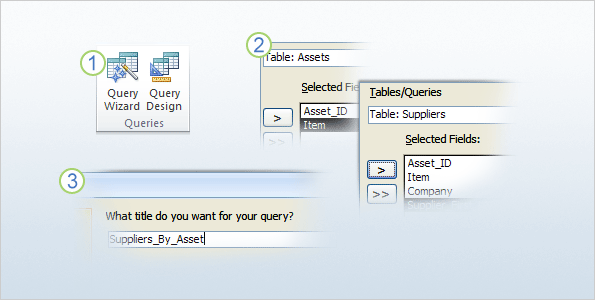 1
Query Wizard
Query Design
Queries
2
Table: Assets
Selected Fie
>
>>
Asset_ID
Item
Tables/Queries
Table: Suppliers
Selected Fields:
>
>>
Asset_ID
Item
Company
3
What title do you want for your query?
Suppliers_By_Asset